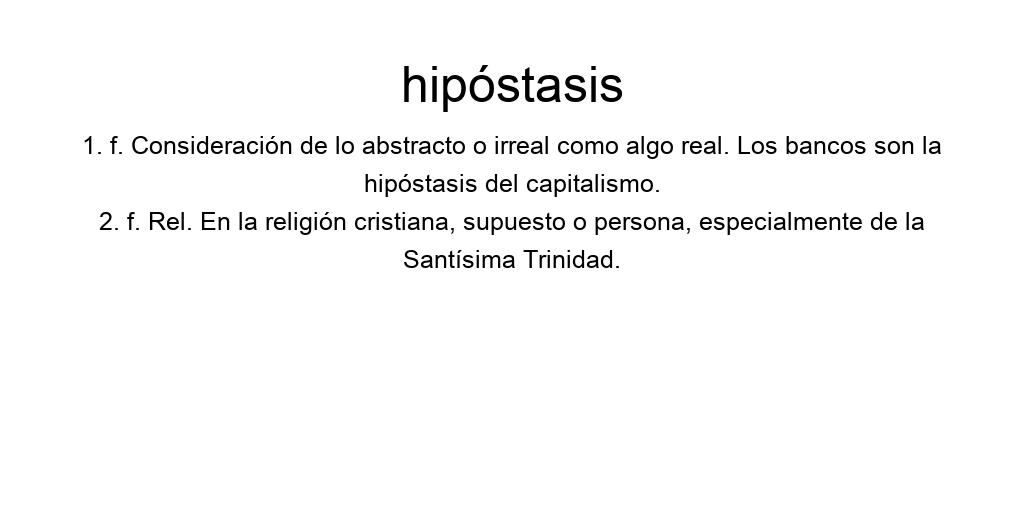 hipóstasis
1. f. Consideración de lo abstracto o irreal como algo real. Los bancos son la
hipóstasis del capitalismo.
2. f. Rel. En la religión cristiana, supuesto o persona, especialmente de la
Santísima Trinidad.